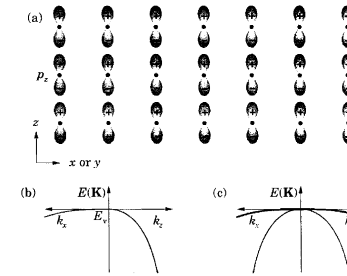 (a)
p_z
z
x or y
(b)
E(K)
k_x
E_v
k_z
(c)
E(K)
k_x
k